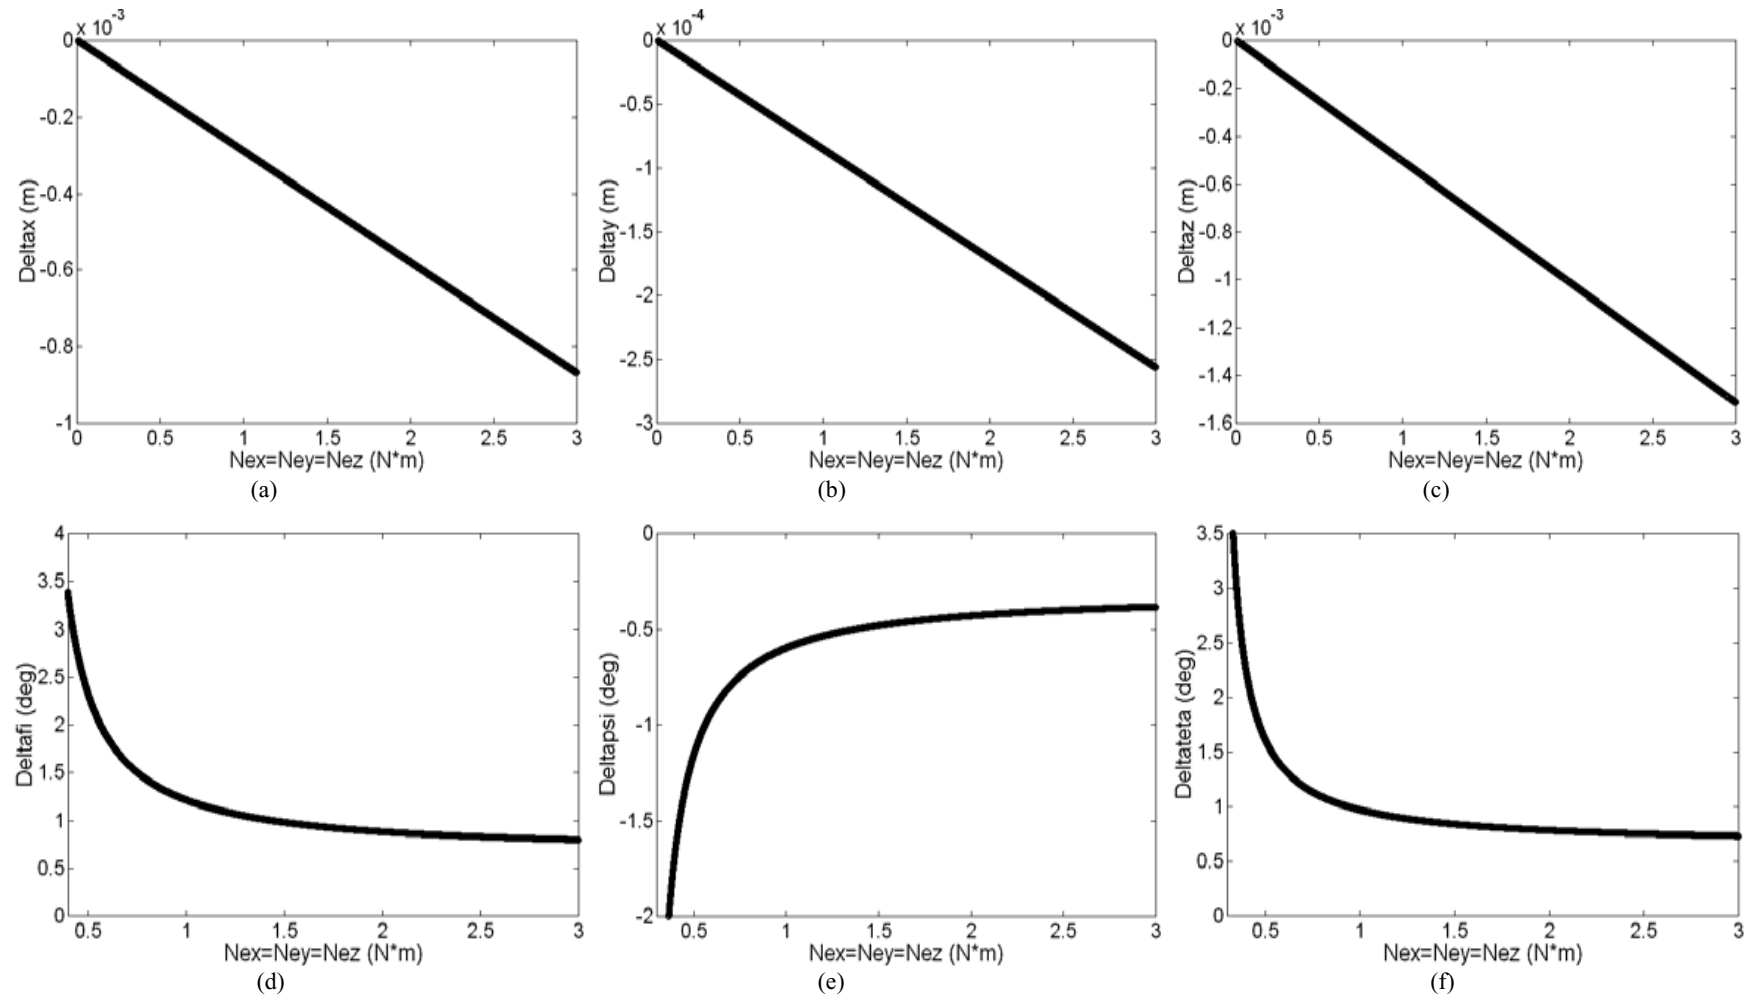 x 10^-3
0
-0.2
-0.4
-0.6
-0.8
-1
Deltax (m)
0 0.5 1 1.5 2 2.5 3
Nex=Ney=Nez (N*m)
(a)
x 10^-4
0
-0.5
-1
-1.5
-2
-2.5
-3
Deltay (m)
0 0.5 1 1.5 2 2.5 3
Nex=Ney=Nez (N*m)
(b)
x 10^-3
0
-0.2
-0.4
-0.6
-0.8
-1
-1.2
-1.4
-1.6
Deltaz (m)
0 0.5 1 1.5 2 2.5 3
Nex=Ney=Nez (N*m)
(c)
4
3.5
3
2.5
2
1.5
1
0.5
0
Deltafi (deg)
0.5 1 1.5 2 2.5 3
Nex=Ney=Nez (N*m)
(d)
0
-0.5
-1
-1.5
-2
Deltapsi (deg)
0.5 1 1.5 2 2.5 3
Nex=Ney=Nez (N*m)
(e)
3.5
3
2.5
2
1.5
1
0.5
0
Deltateta (deg)
0.5 1 1.5 2 2.5 3
Nex=Ney=Nez (N*m)
(f)